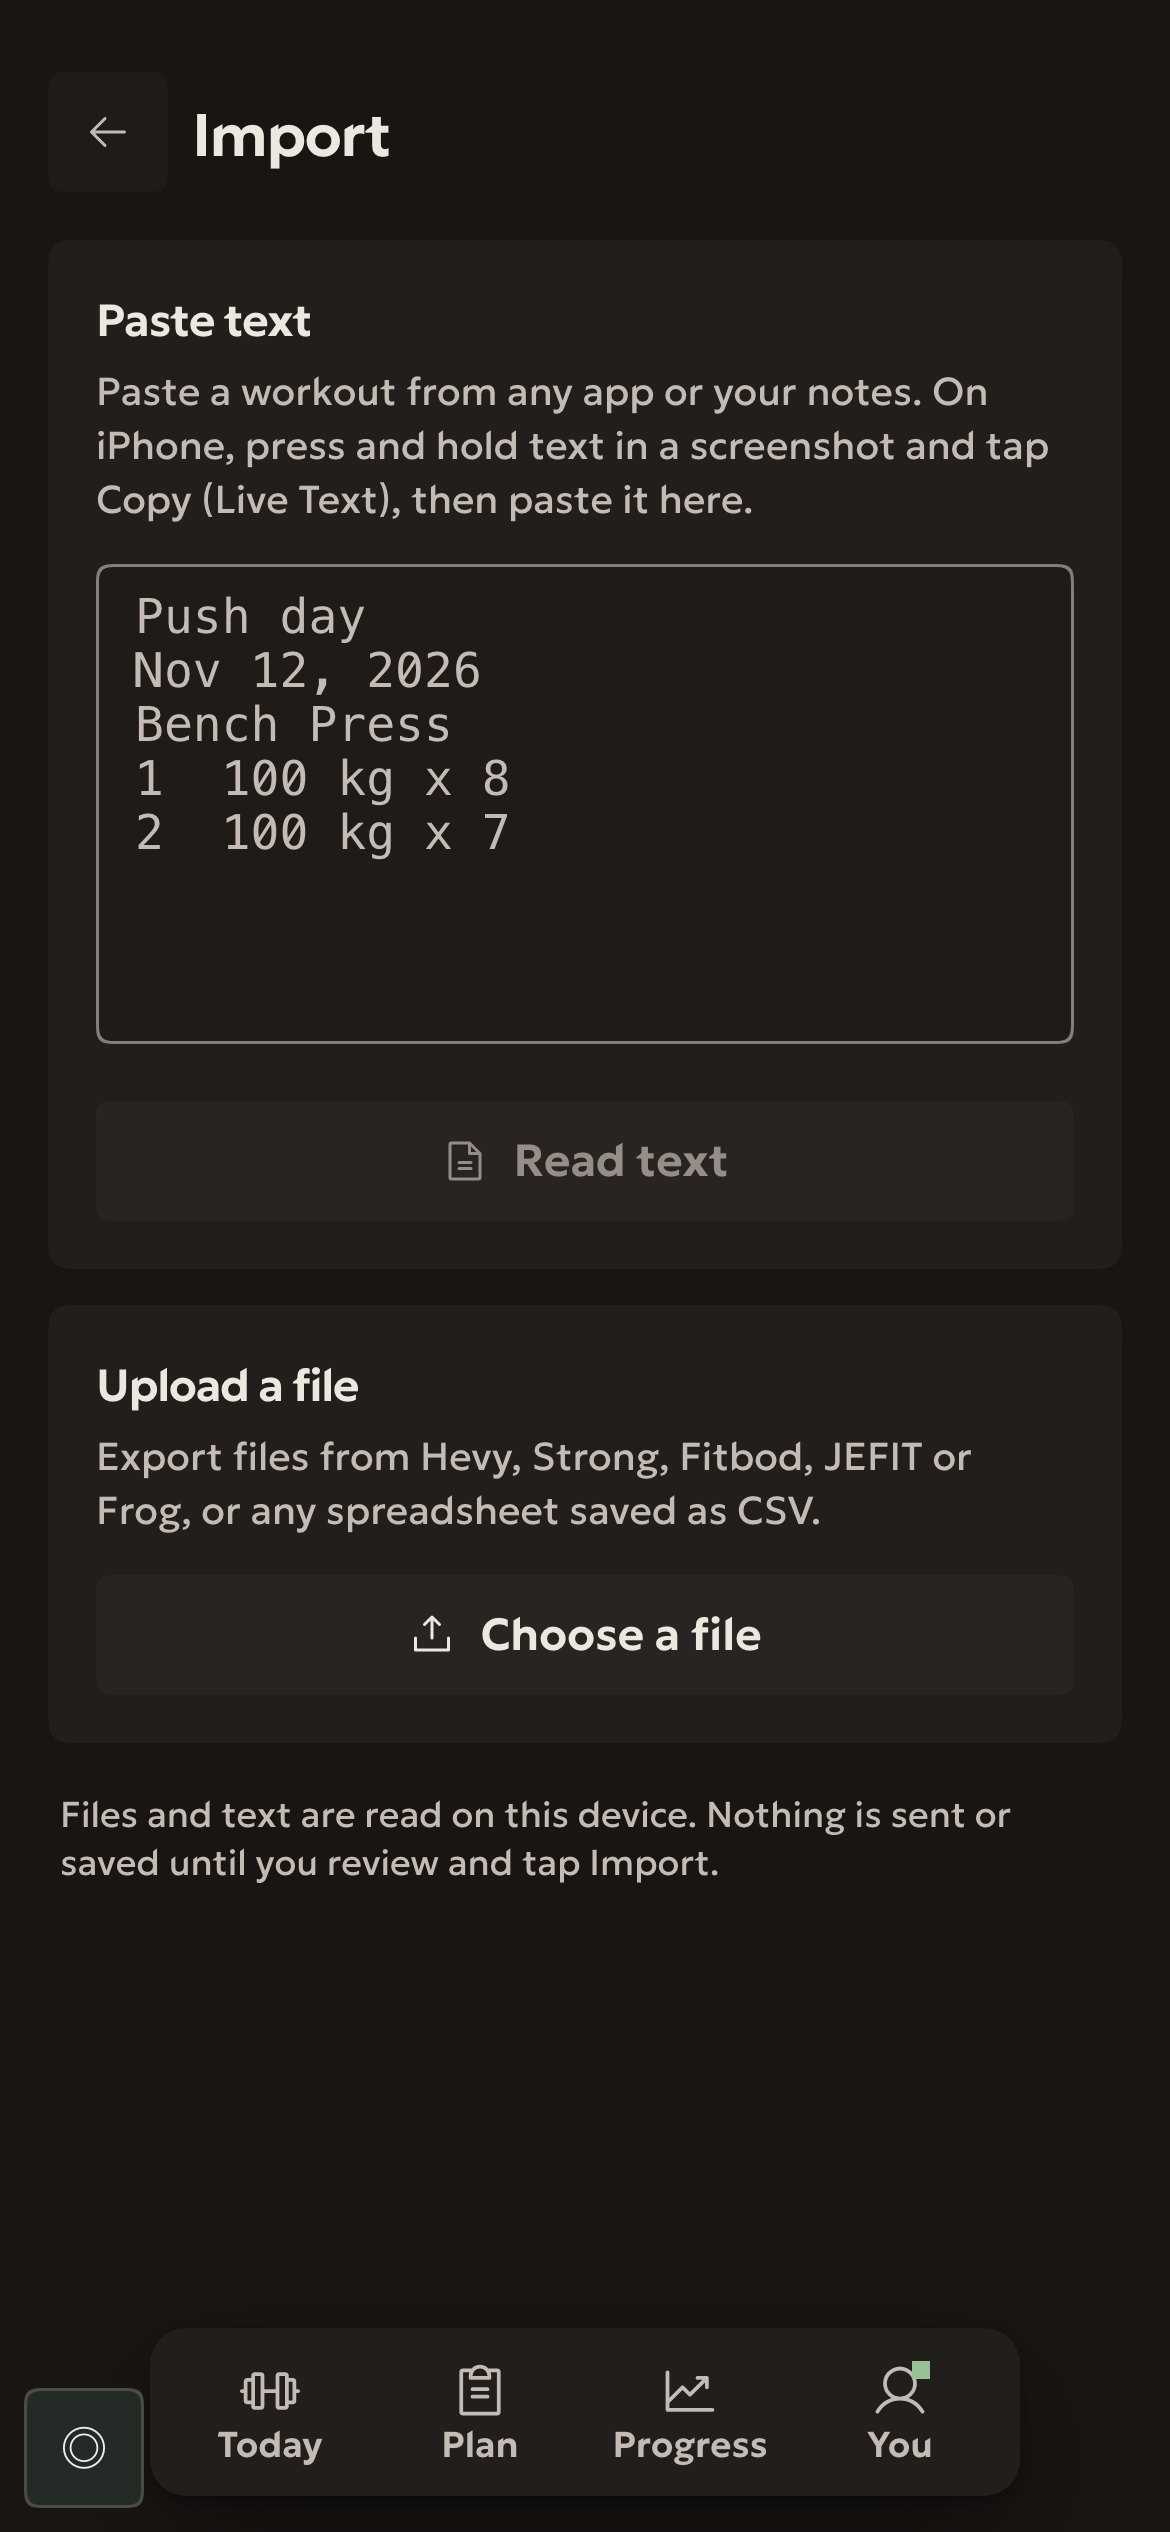 Import
Paste text
Paste a workout from any app or your notes. On
iPhone, press and hold text in a screenshot and tap
Copy (Live Text), then paste it here.
Push day
Nov 12, 2026
Bench Press
1  100 kg x 8
2  100 kg x 7
Read text
Upload a file
Export files from Hevy, Strong, Fitbod, JEFIT or
Frog, or any spreadsheet saved as CSV.
Choose a file
Files and text are read on this device. Nothing is sent or
saved until you review and tap Import.
Today
Plan
Progress
You